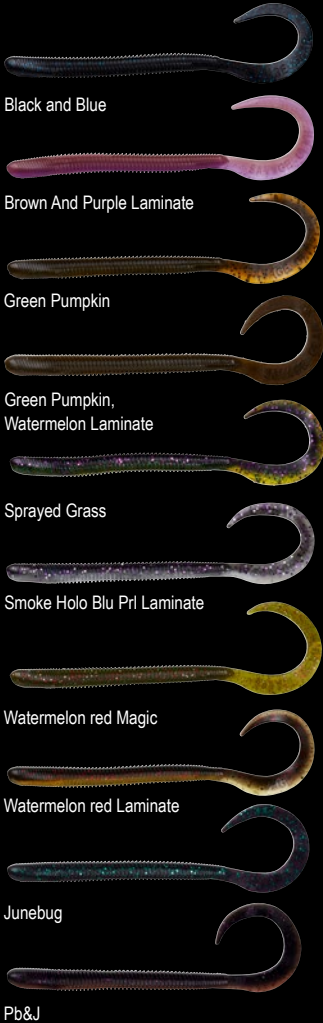 Black and Blue
Brown And Purple Laminate
Green Pumpkin
Green Pumpkin,
Watermelon Laminate
Sprayed Grass
Smoke Holo Blu Prl Laminate
Watermelon red Magic
Watermelon red Laminate
Junebug
Pb&J